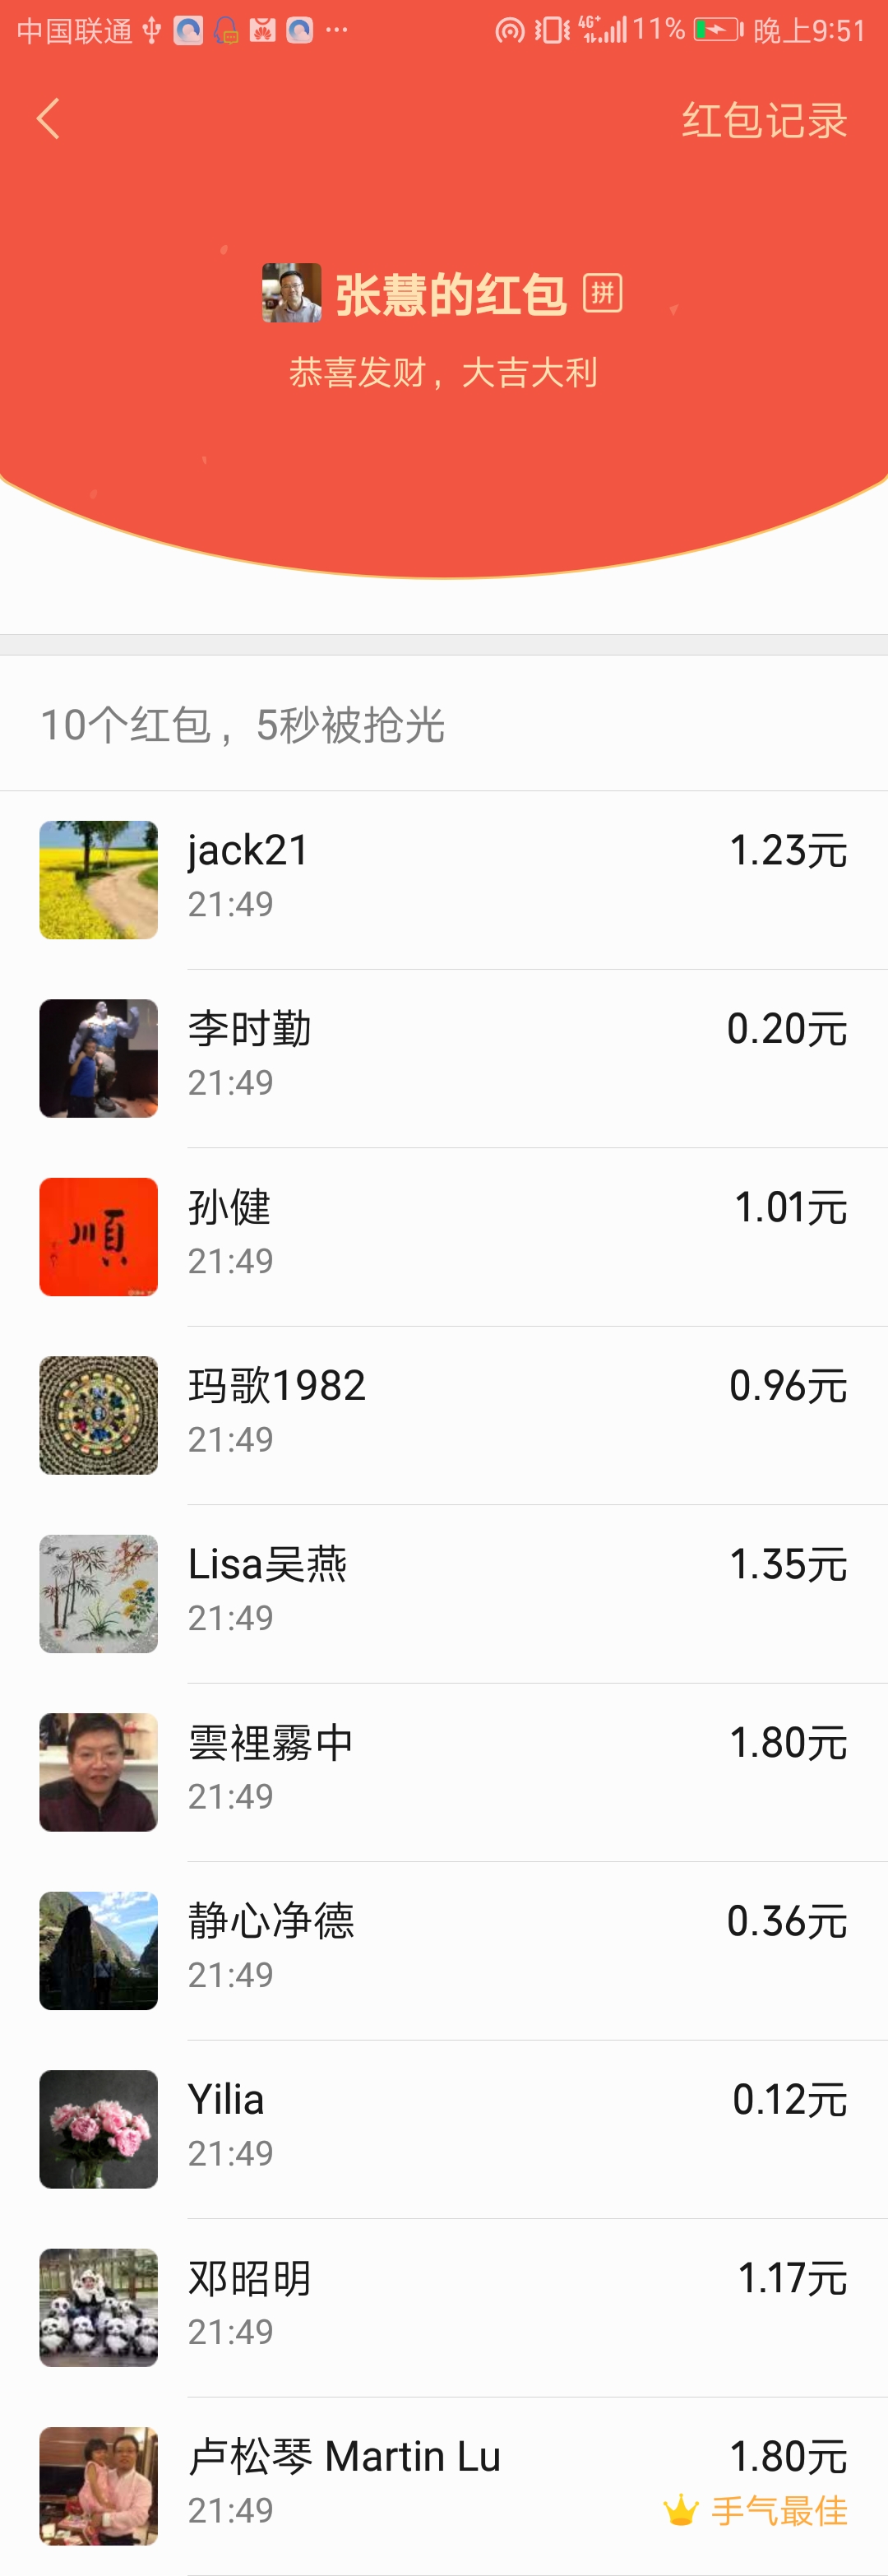 中国联通 4G+ 11% 晚上9:51
红包记录
张慧的红包 拼
恭喜发财，大吉大利
10个红包，5秒被抢光
jack21 1.23元
21:49
李时勤 0.20元
21:49
順
孙健 1.01元
21:49
玛歌1982 0.96元
21:49
Lisa吴燕 1.35元
21:49
雲裡霧中 1.80元
21:49
静心净德 0.36元
21:49
Yilia 0.12元
21:49
邓昭明 1.17元
21:49
卢松琴 Martin Lu 1.80元
21:49 手气最佳